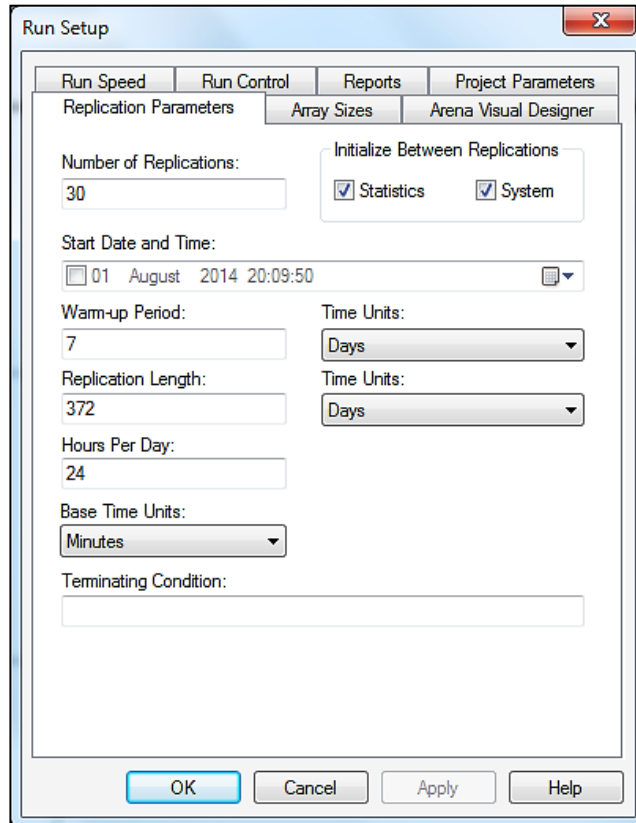 Run Setup
Run Speed Run Control Reports Project Parameters
Replication Parameters Array Sizes Arena Visual Designer
Number of Replications:
30
Initialize Between Replications
Statistics System
Start Date and Time:
01 August 2014 20:09:50
Warm-up Period: Time Units:
7 Days
Replication Length: Time Units:
372 Days
Hours Per Day:
24
Base Time Units:
Minutes
Terminating Condition:
OK Cancel Apply Help